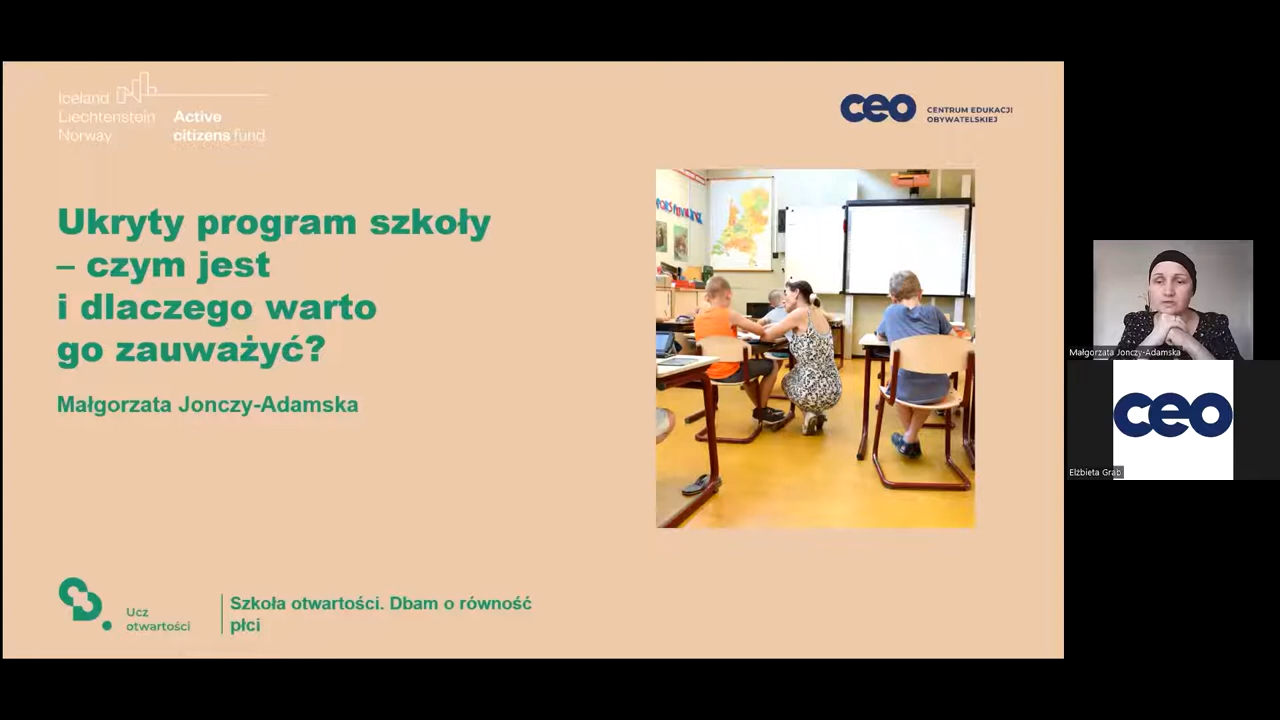 Iceland
Liechtenstein
Norway
Active
citizens fund
ceo
CENTRUM EDUKACJI
OBYWATELSKIEJ
Ukryty program szkoły
– czym jest
i dlaczego warto
go zauważyć?
Małgorzata Jonczy-Adamska
Ucz
otwartości
Szkoła otwartości. Dbam o równość
płci
Małgorzata Jonczy-Adamska
ceo
Elżbieta Grab